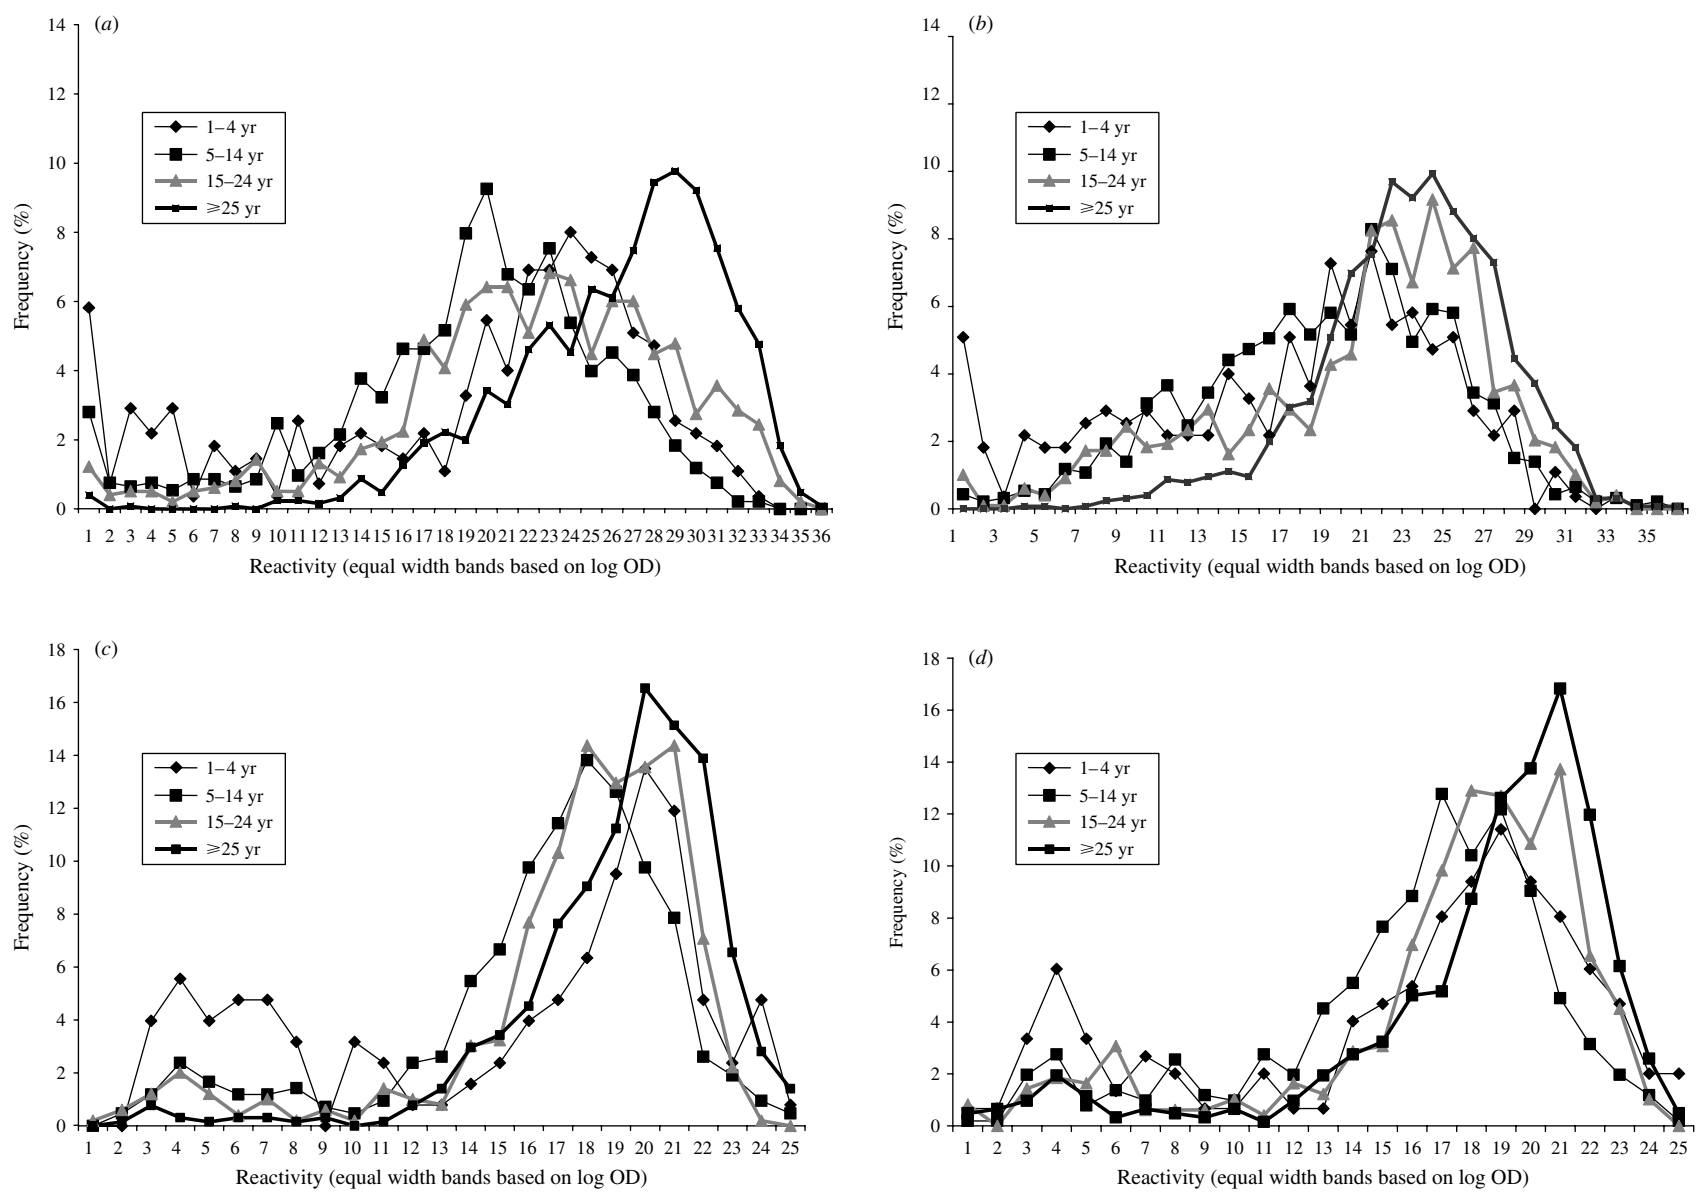 (a)
14
12
10
8
6
4
2
0
Frequency (%)
1–4 yr
5–14 yr
15–24 yr
≥25 yr
1 2 3 4 5 6 7 8 9 10 11 12 13 14 15 16 17 18 19 20 21 22 23 24 25 26 27 28 29 30 31 32 33 34 35 36
Reactivity (equal width bands based on log OD)
(b)
14
12
10
8
6
4
2
0
Frequency (%)
1–4 yr
5–14 yr
15–24 yr
≥25 yr
1 3 5 7 9 11 13 15 17 19 21 23 25 27 29 31 33 35
Reactivity (equal width bands based on log OD)
(c)
18
16
14
12
10
8
6
4
2
0
Frequency (%)
1–4 yr
5–14 yr
15–24 yr
≥25 yr
1 2 3 4 5 6 7 8 9 10 11 12 13 14 15 16 17 18 19 20 21 22 23 24 25
Reactivity (equal width bands based on log OD)
(d)
18
16
14
12
10
8
6
4
2
0
Frequency (%)
1–4 yr
5–14 yr
15–24 yr
≥25 yr
1 2 3 4 5 6 7 8 9 10 11 12 13 14 15 16 17 18 19 20 21 22 23 24 25
Reactivity (equal width bands based on log OD)